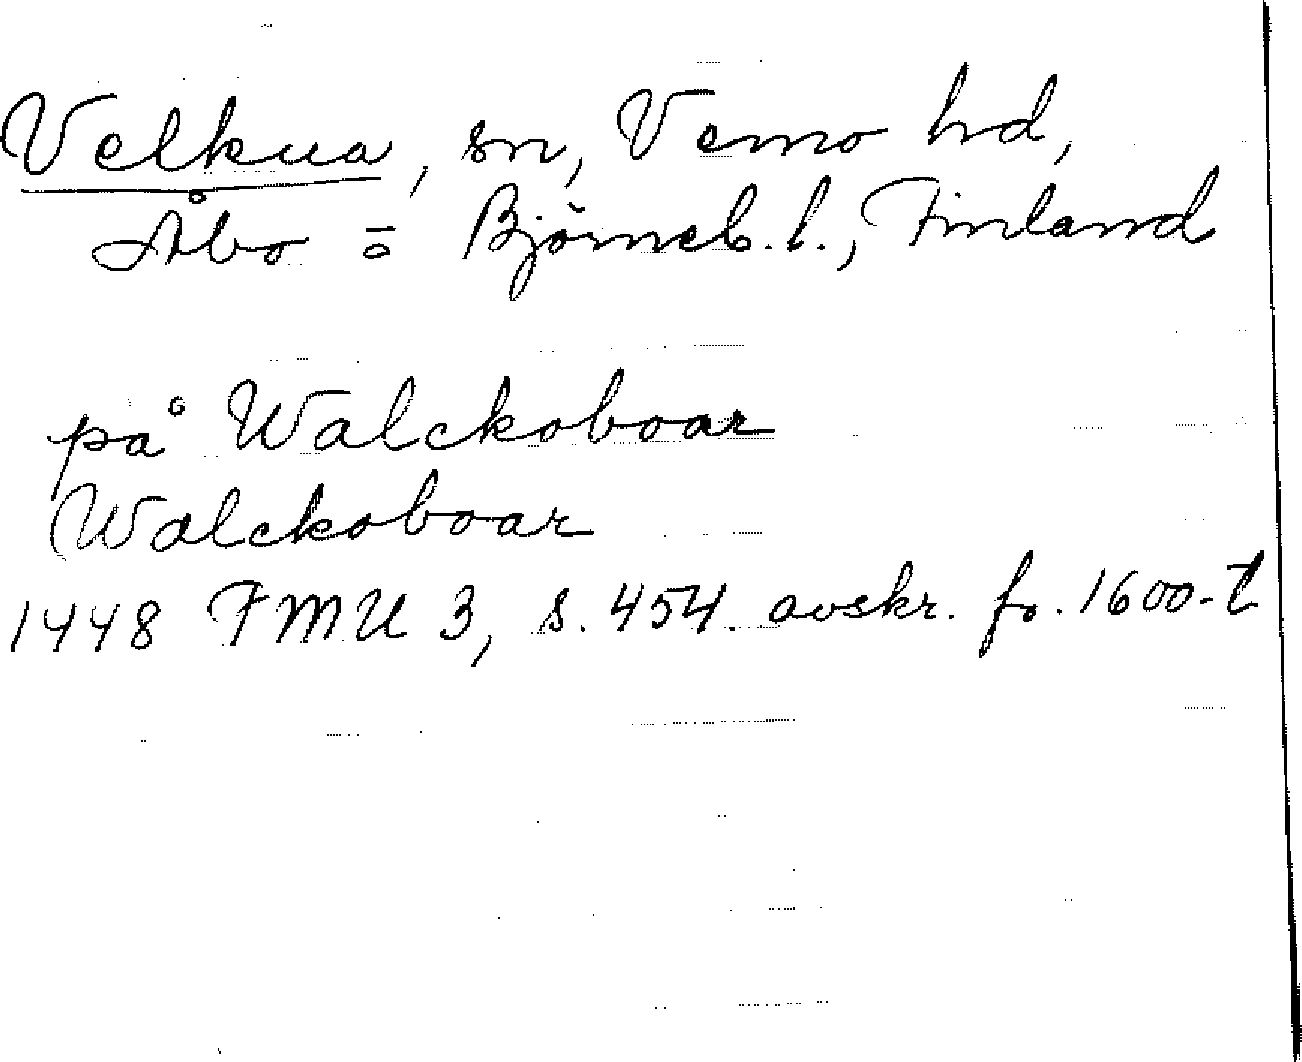 Velkua, sn, Vemo hd,
Åbo o Björneb. l., Finland
på Walckoboar
Walckoboar
1448 FMU 3, s. 454. avskr. fr. 1600-t